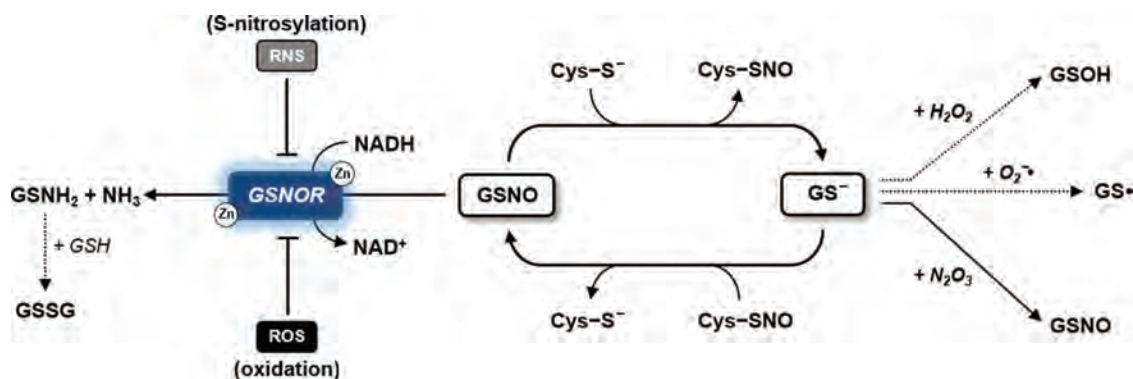 (S-nitrosylation)
RNS
Cys–S⁻
Cys–SNO
GSOH
+ H₂O₂
NADH
Zn
GSNH₂ + NH₃
GSNOR
GSNO
GS⁻
+ O₂⁻•
GS•
Zn
+ GSH
NAD⁺
+ N₂O₃
GSSG
Cys–S⁻
Cys–SNO
GSNO
ROS
(oxidation)